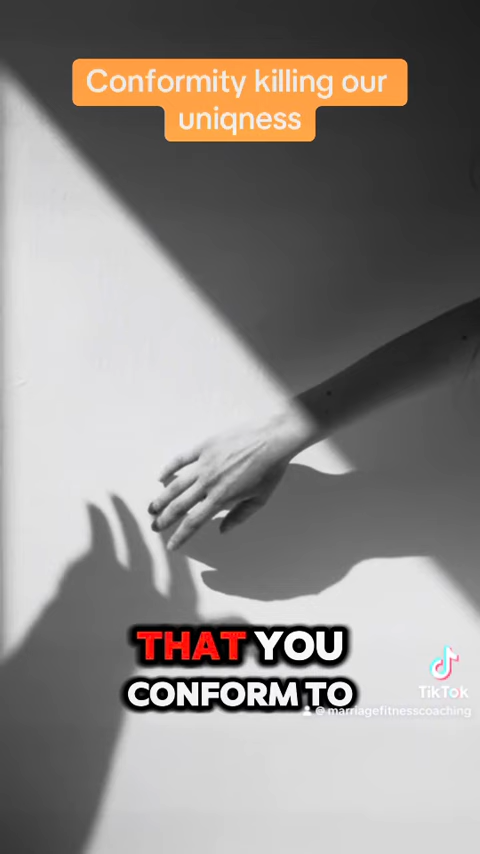 Conformity killing our
uniqness
THAT YOU
CONFORM TO
TikTok
@marriagefitnesscoaching